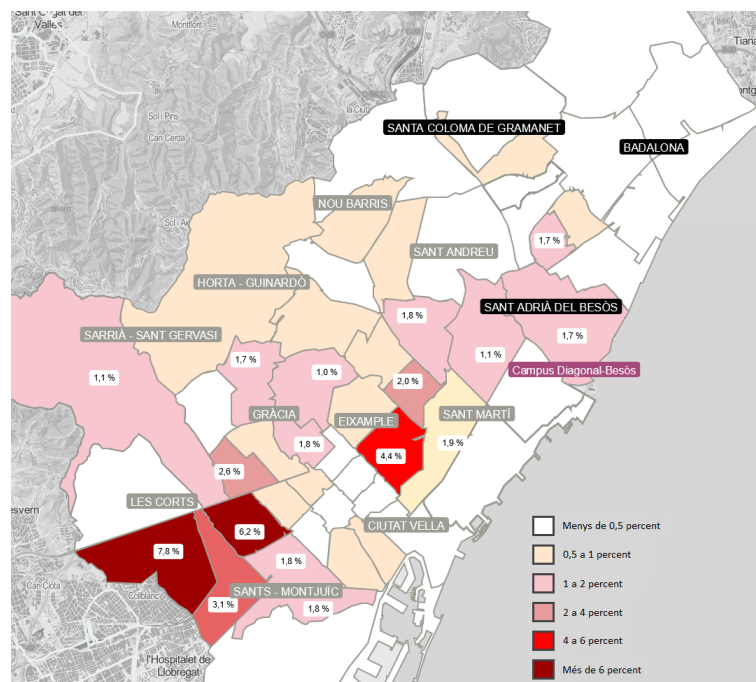 Sant Cugat del
Vallès
Montflorit
Tiana
Sol i Pins
Can Cerdà
la Ciut
SANTA COLOMA DE GRAMANET
BADALONA
NOU BARRIS
SANT ANDREU
1,7 %
HORTA - GUINARDÓ
SANT ADRIÀ DEL BESÒS
1,8 %
SARRIÀ - SANT GERVASI
1,7 %
1,7 %
1,1 %
1,0 %
Campus Diagonal-Besòs
1,1 %
2,0 %
GRÀCIA
EIXAMPLE
SANT MARTÍ
1,8 %
1,9 %
4,4 %
2,6 %
LES CORTS
esvern
CIUTAT VELLA
6,2 %
7,8 %
1,8 %
Can Clota
Collblanc
SANTS - MONTJUÏC
3,1 %
1,8 %
l'Hospitalet de
Llobregat
Menys de 0,5 percent
0,5 a 1 percent
1 a 2 percent
2 a 4 percent
4 a 6 percent
Més de 6 percent